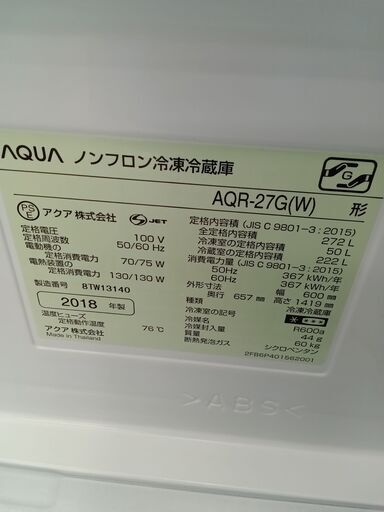 AQUA ノンフロン冷凍冷蔵庫
G
AQR-27G(W) 形
PSE アクア株式会社 JET
定格電圧 100 V
定格周波数 50/60 Hz
電動機の定格消費電力 70/75 W
電熱装置の定格消費電力 130/130 W
製造番号 8TW13140
2018 年製
温度ヒューズ
定格動作温度 76℃
アクア株式会社
Made in Thailand
定格内容積 (JIS C 9801-3:2015)
全定格内容積 272 L
冷凍室の定格内容積 50 L
冷蔵室の定格内容積 222 L
消費電力量 (JIS C 9801-3:2015)
50Hz 367 kWh/年
60Hz 367 kWh/年
外形寸法 幅 600 mm
奥行 657 mm 高さ 1419 mm
種類 冷凍冷蔵庫
冷凍室の記号
冷媒名 R600a
冷媒封入量 44 g
質量 60 kg
断熱発泡ガス シクロペンタン
2FB6P401562001
>ABS<